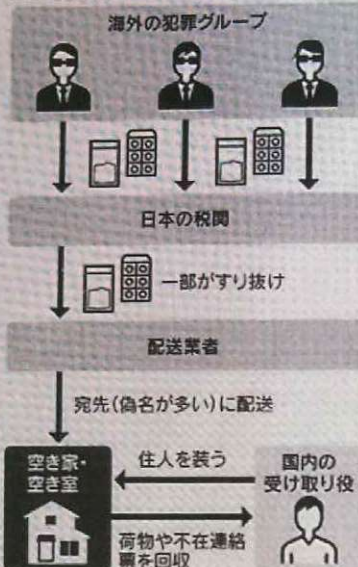 海外の犯罪グループ
日本の税関
一部がすり抜け
配送業者
宛先(偽名が多い)に配送
空き家・
空き室
住人を装う
国内の
受け取り役
荷物や不在連絡
票を回収